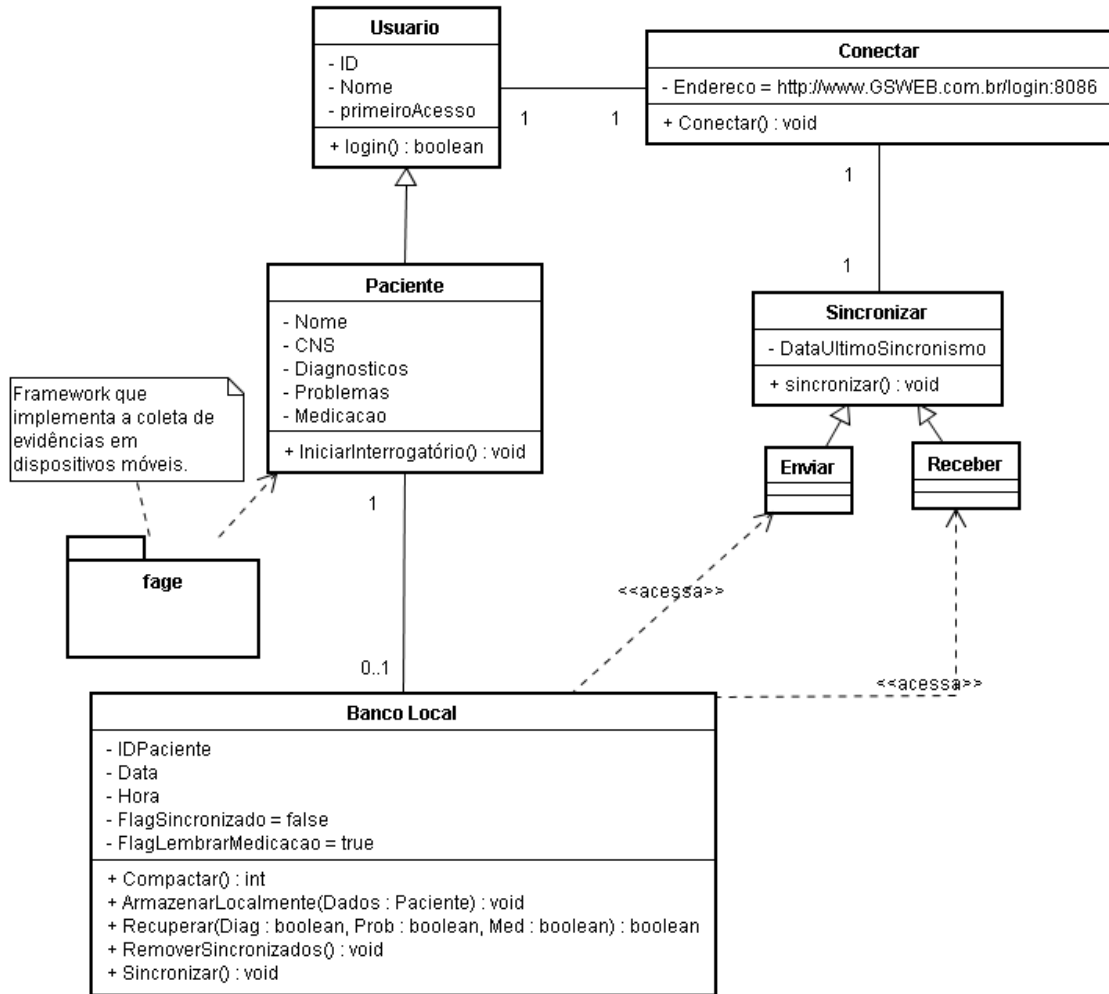 Usuario
- ID
- Nome
- primeiroAcesso
+ login() : boolean
Conectar
- Endereco = http://www.GSWEB.com.br/login:8086
+ Conectar() : void
1
1
1
1
Paciente
- Nome
- CNS
- Diagnosticos
- Problemas
- Medicacao
+ IniciarInterrogatório() : void
Sincronizar
- DataUltimoSincronismo
+ sincronizar() : void
Framework que
implementa a coleta de
evidências em
dispositivos móveis.
Enviar
Receber
1
fage
<<acessa>>
0..1
<<acessa>>
Banco Local
- IDPaciente
- Data
- Hora
- FlagSincronizado = false
- FlagLembrarMedicacao = true
+ Compactar() : int
+ ArmazenarLocalmente(Dados : Paciente) : void
+ Recuperar(Diag : boolean, Prob : boolean, Med : boolean) : boolean
+ RemoverSincronizados() : void
+ Sincronizar() : void